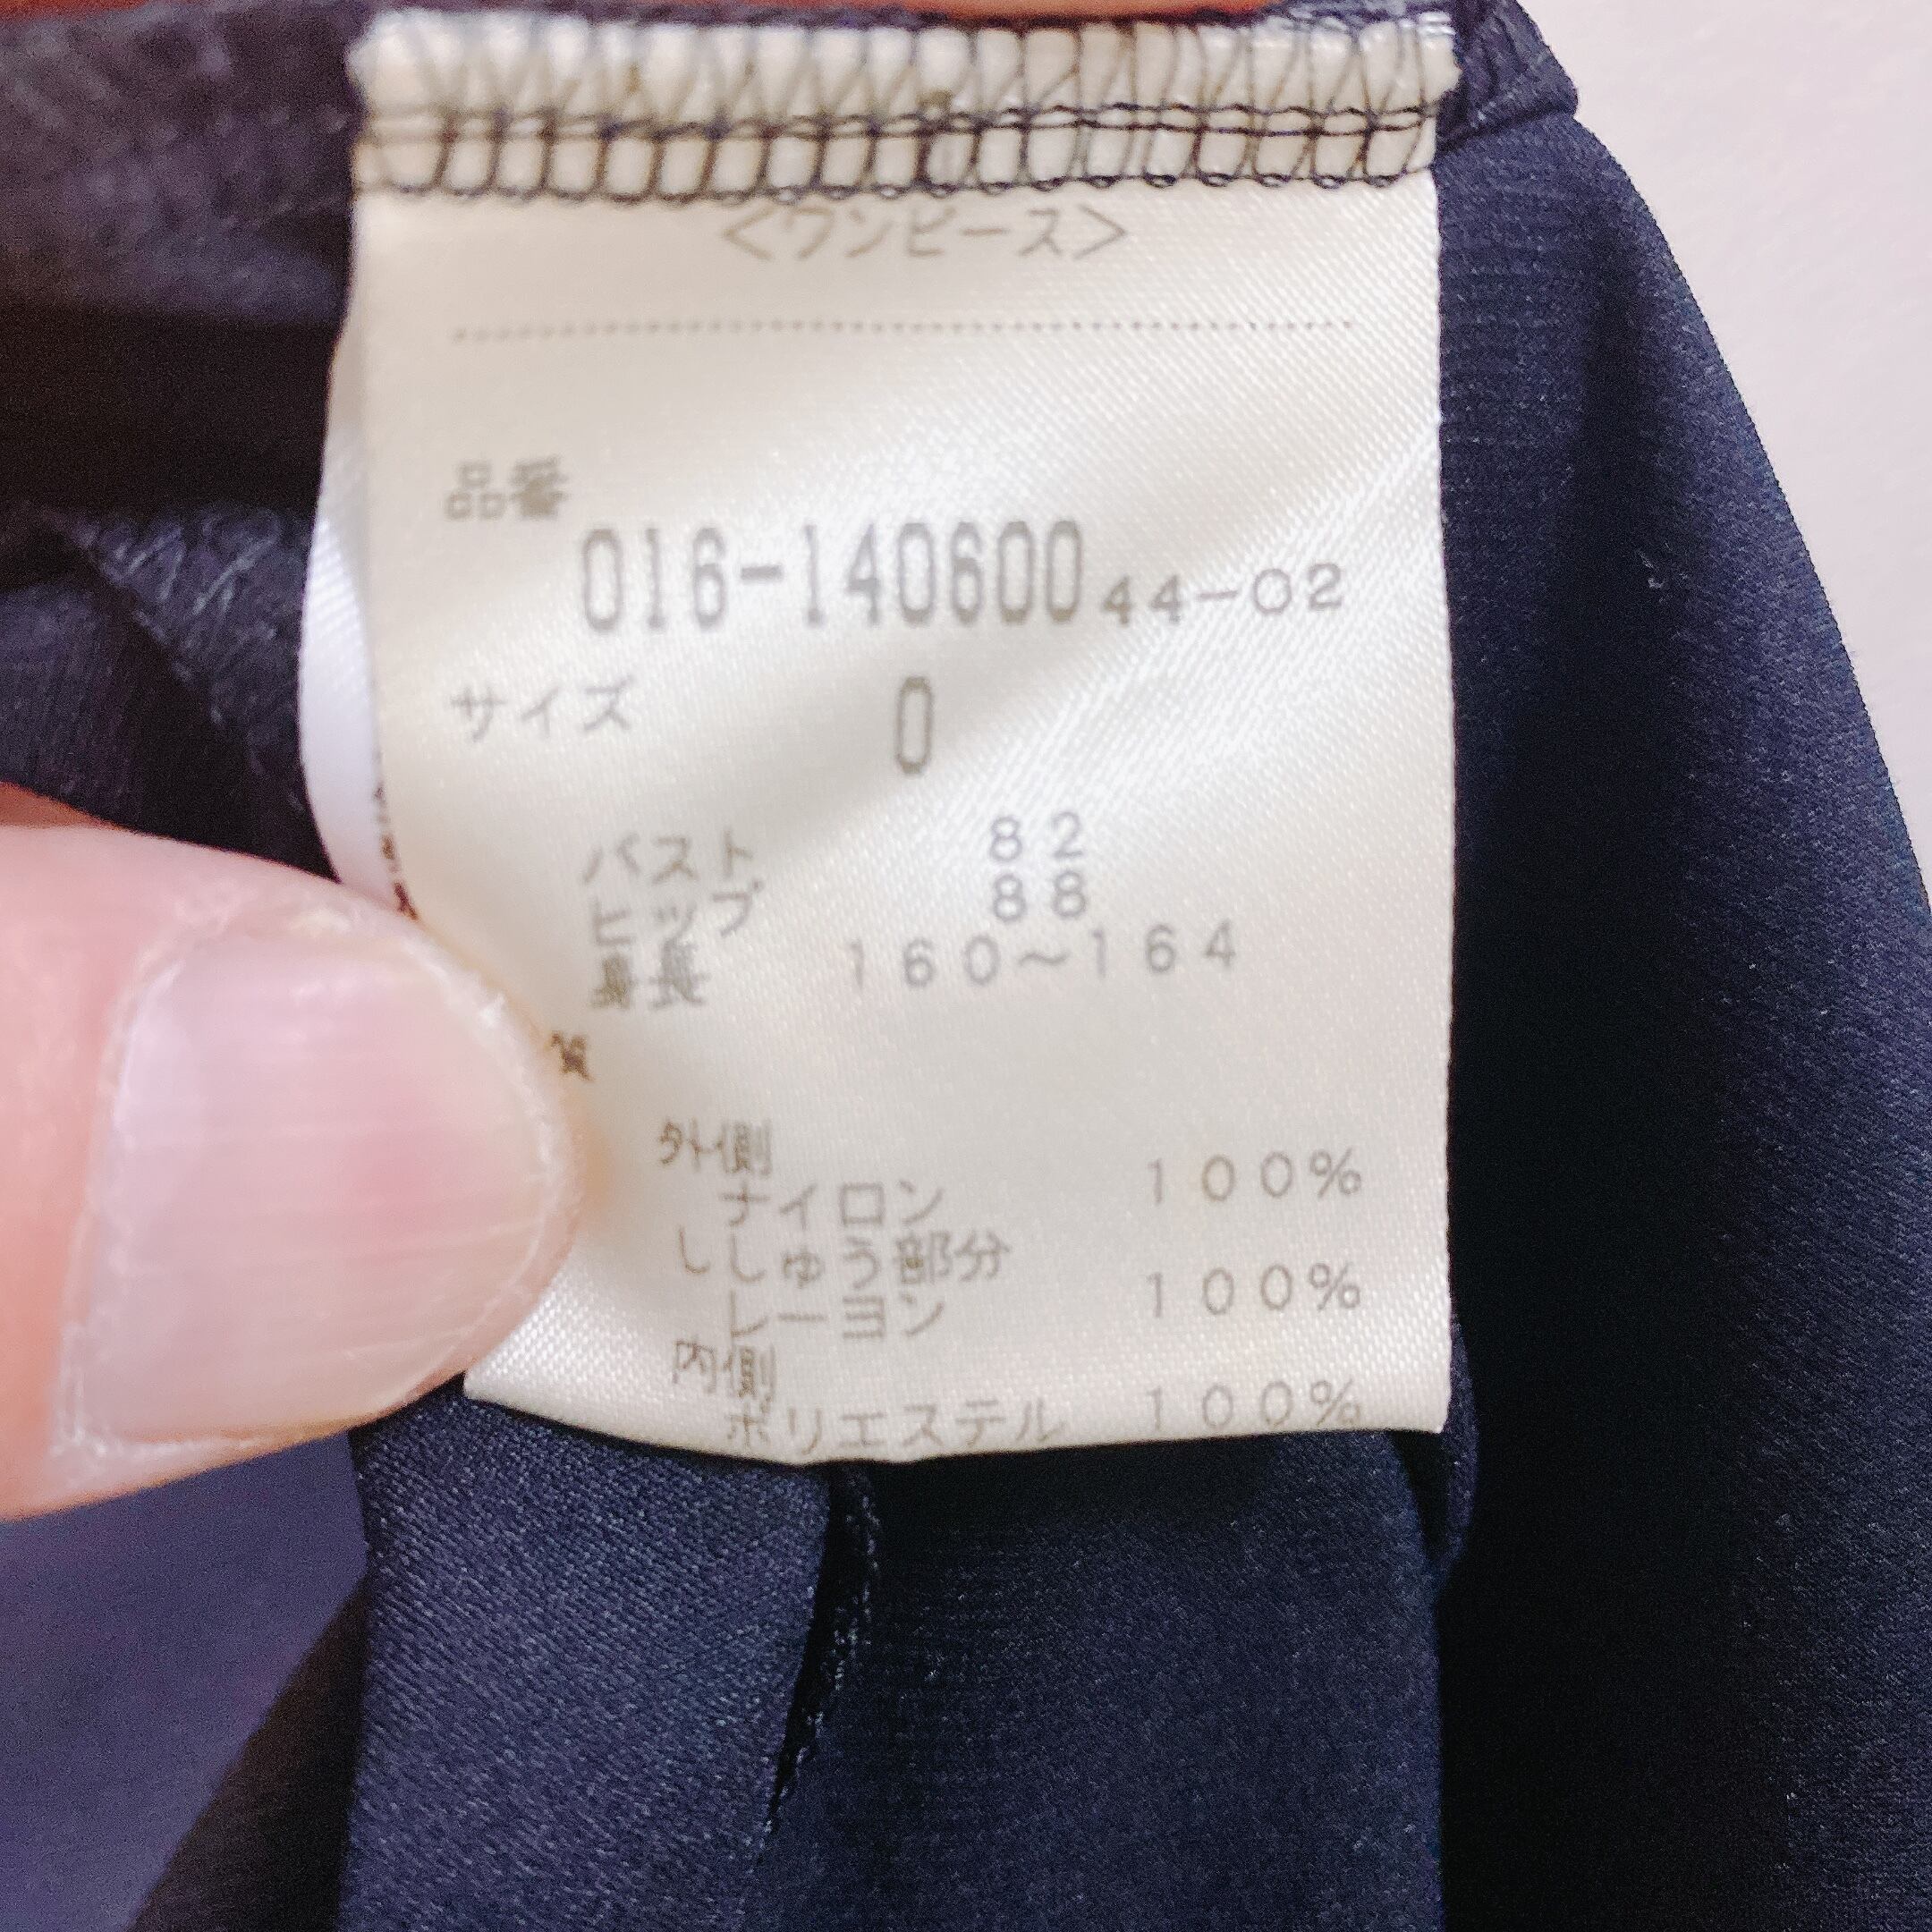 <ワンピース>
品番
016-140600 44-02
サイズ 0
バスト 82
ヒップ 88
身長 160～164
外側
ナイロン 100%
ししゅう部分
レーヨン 100%
内側
ポリエステル 100%